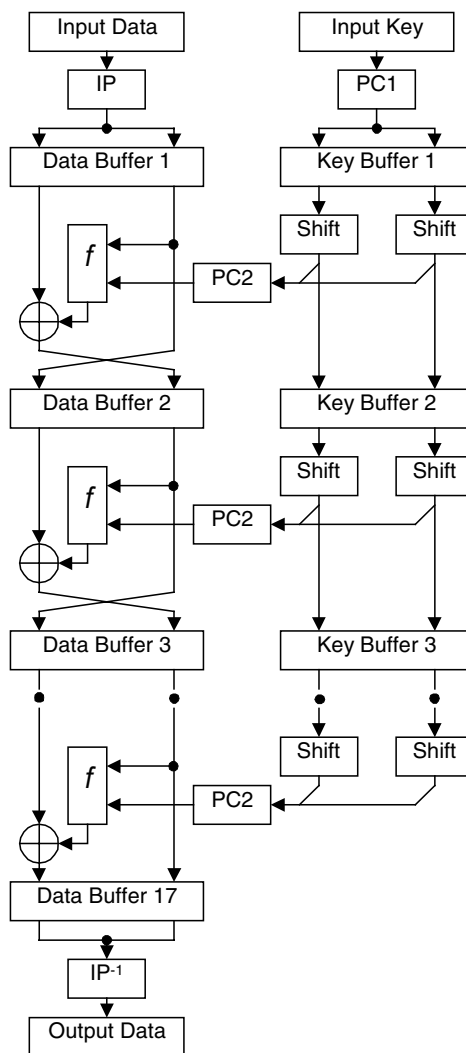 Input Data
Input Key
IP
PC1
Data Buffer 1
Key Buffer 1
Shift
Shift
f
PC2
Data Buffer 2
Key Buffer 2
Shift
Shift
f
PC2
Data Buffer 3
Key Buffer 3
Shift
Shift
f
PC2
Data Buffer 17
IP-1
Output Data